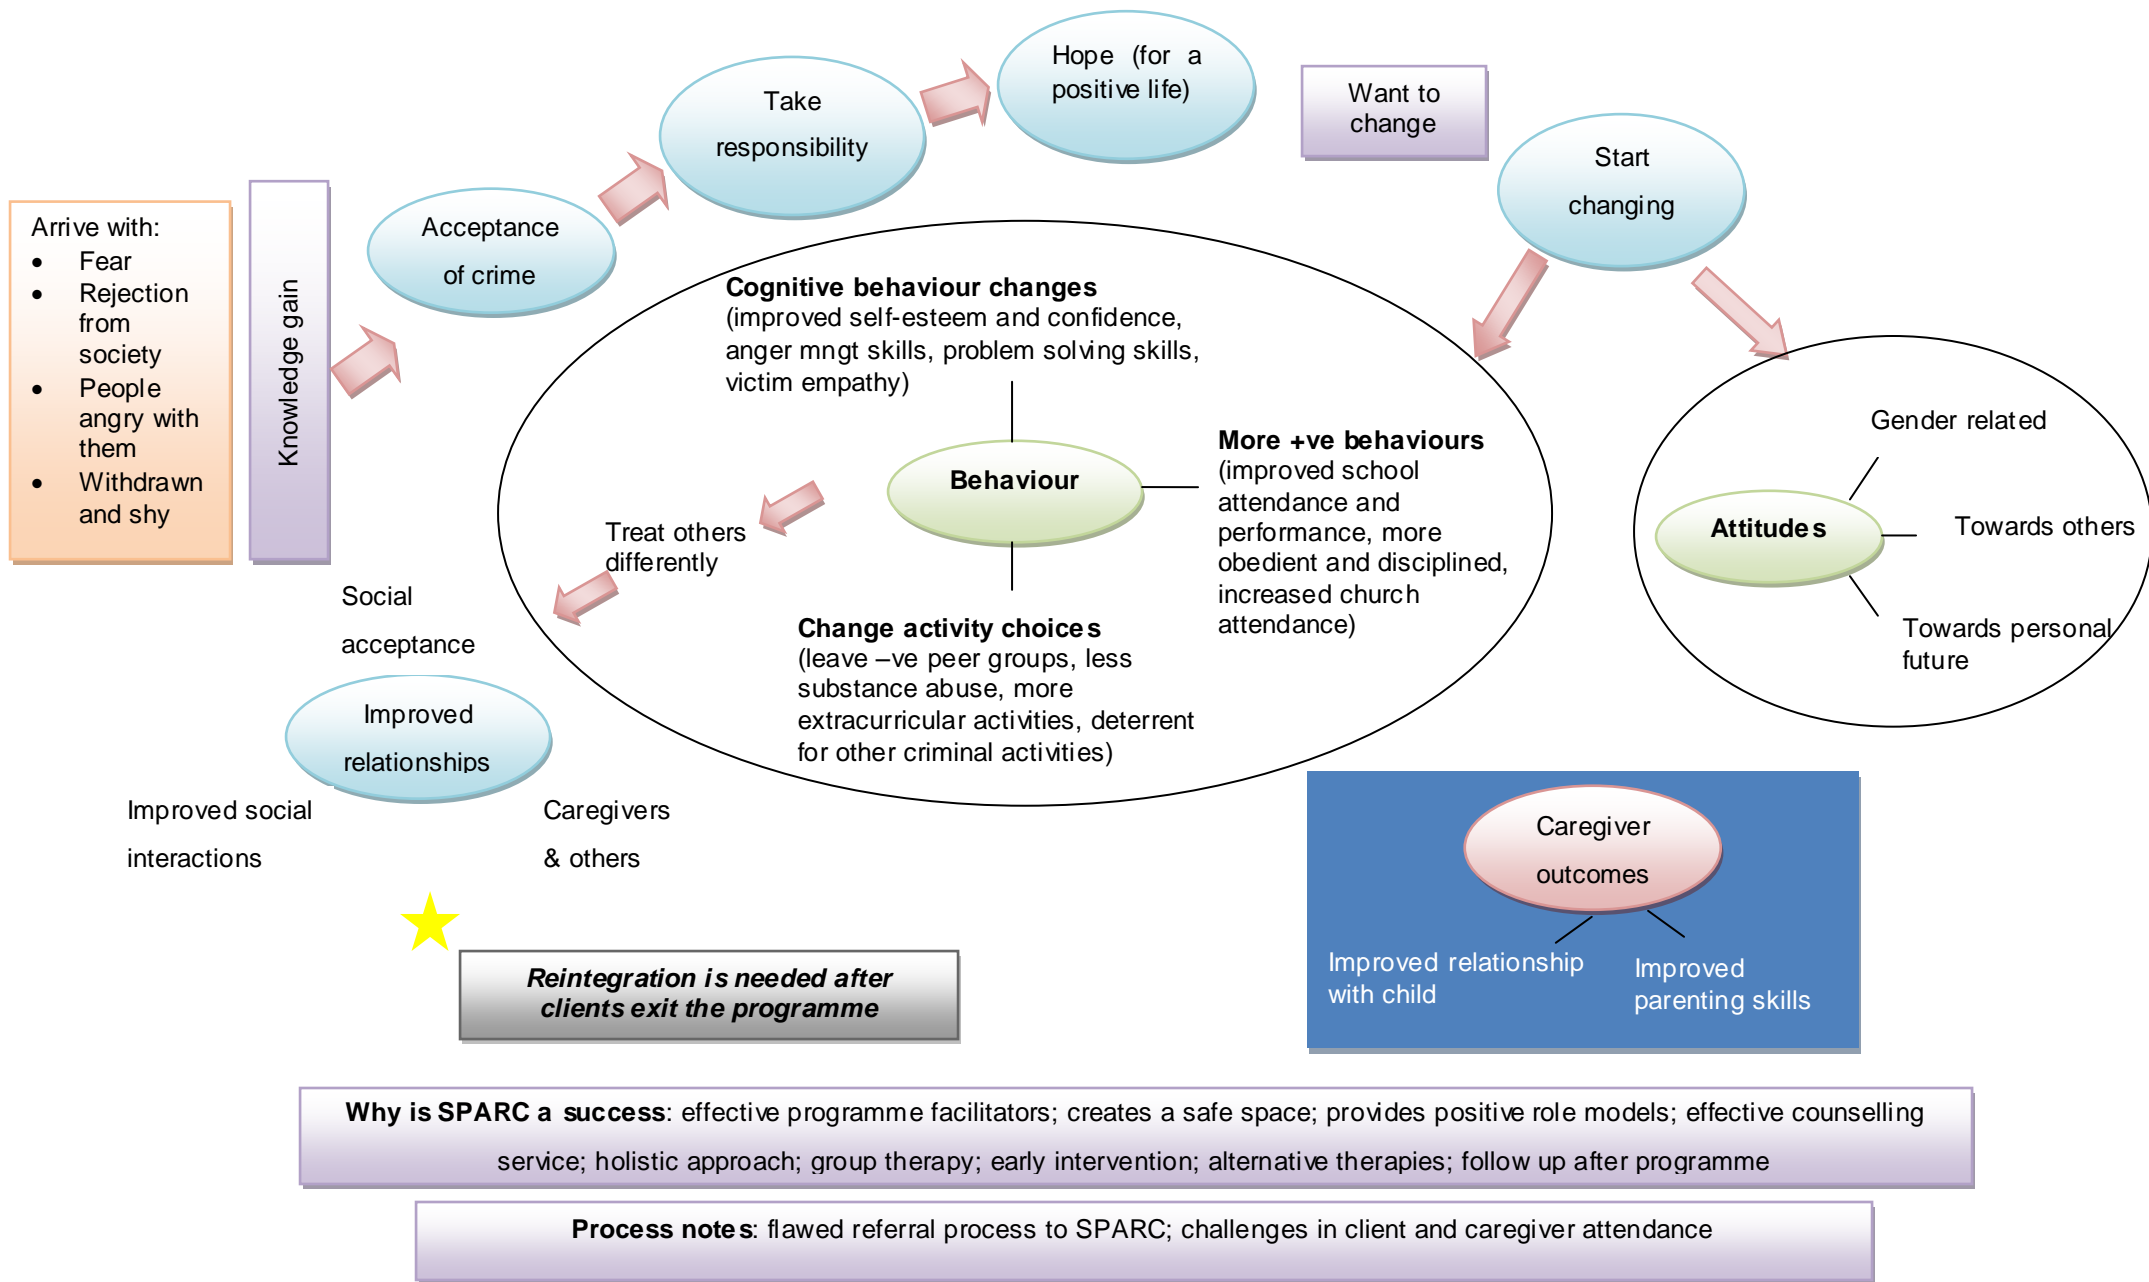 Arrive with:
• Fear
• Rejection
from
society
• People
angry with
them
• Withdrawn
and shy
Knowledge gain
Acceptance
of crime
Take
responsibility
Hope (for a
positive life)
Want to
change
Start
changing
Cognitive behaviour changes
(improved self-esteem and confidence,
anger mngt skills, problem solving skills,
victim empathy)
Behaviour
More +ve behaviours
(improved school
attendance and
performance, more
obedient and disciplined,
increased church
attendance)
Change activity choices
(leave –ve peer groups, less
substance abuse, more
extracurricular activities, deterrent
for other criminal activities)
Treat others
differently
Attitudes
Gender related
Towards others
Towards personal
future
Social
acceptance
Improved
relationships
Improved social
interactions
Caregivers
& others
Reintegration is needed after
clients exit the programme
Caregiver
outcomes
Improved relationship
with child
Improved
parenting skills
Why is SPARC a success: effective programme facilitators; creates a safe space; provides positive role models; effective counselling
service; holistic approach; group therapy; early intervention; alternative therapies; follow up after programme
Process notes: flawed referral process to SPARC; challenges in client and caregiver attendance